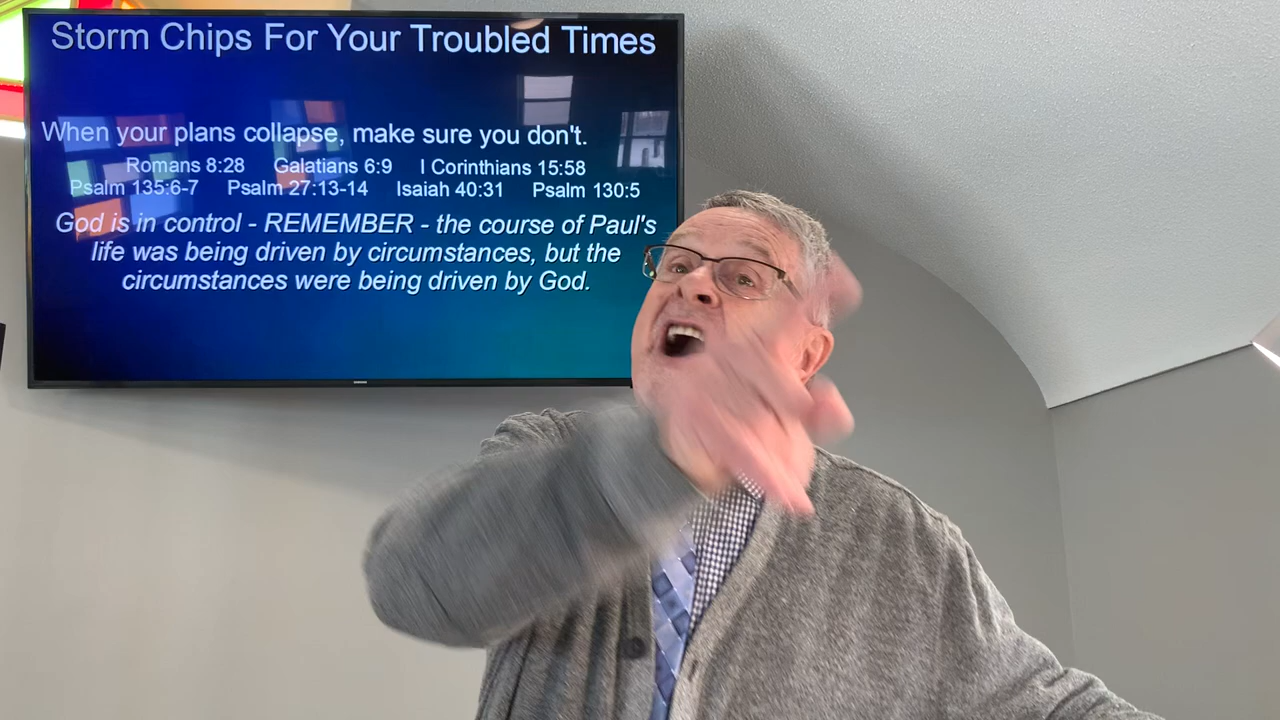 Storm Chips For Your Troubled Times
When your plans collapse, make sure you don't.
Romans 8:28 Galatians 6:9 I Corinthians 15:58
Psalm 135:6-7 Psalm 27:13-14 Isaiah 40:31 Psalm 130:5
God is in control - REMEMBER - the course of Paul's
life was being driven by circumstances, but the
circumstances were being driven by God.
SAMSUNG